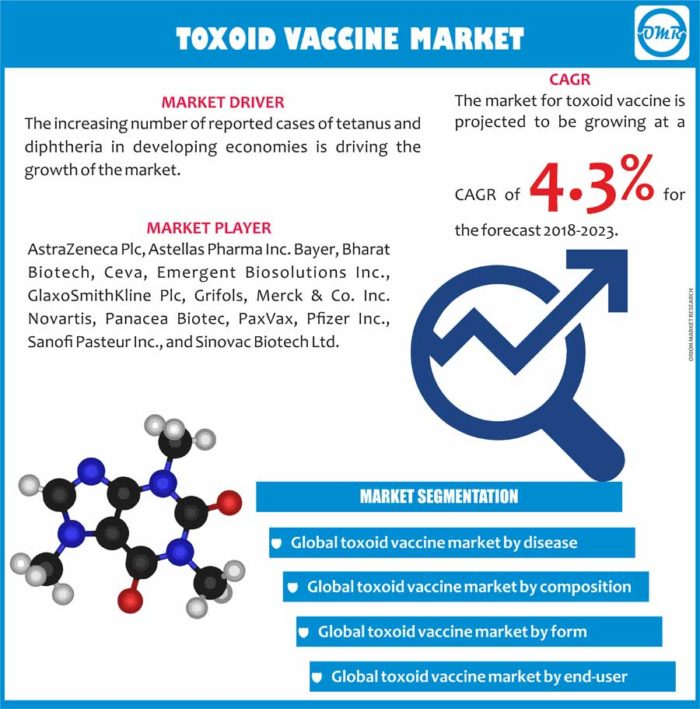 TOXOID VACCINE MARKET
OMR
MARKET DRIVER
The increasing number of reported cases of tetanus and
diphtheria in developing economies is driving the
growth of the market.
CAGR
The market for toxoid vaccine is
projected to be growing at a
CAGR of 4.3% for
the forecast 2018-2023.
MARKET PLAYER
AstraZeneca Plc, Astellas Pharma Inc. Bayer, Bharat
Biotech, Ceva, Emergent Biosolutions Inc.,
GlaxoSmithKline Plc, Grifols, Merck & Co. Inc.
Novartis, Panacea Biotec, PaxVax, Pfizer Inc.,
Sanofi Pasteur Inc., and Sinovac Biotech Ltd.
ORION MARKET RESEARCH
MARKET SEGMENTATION
Global toxoid vaccine market by disease
Global toxoid vaccine market by composition
Global toxoid vaccine market by form
Global toxoid vaccine market by end-user